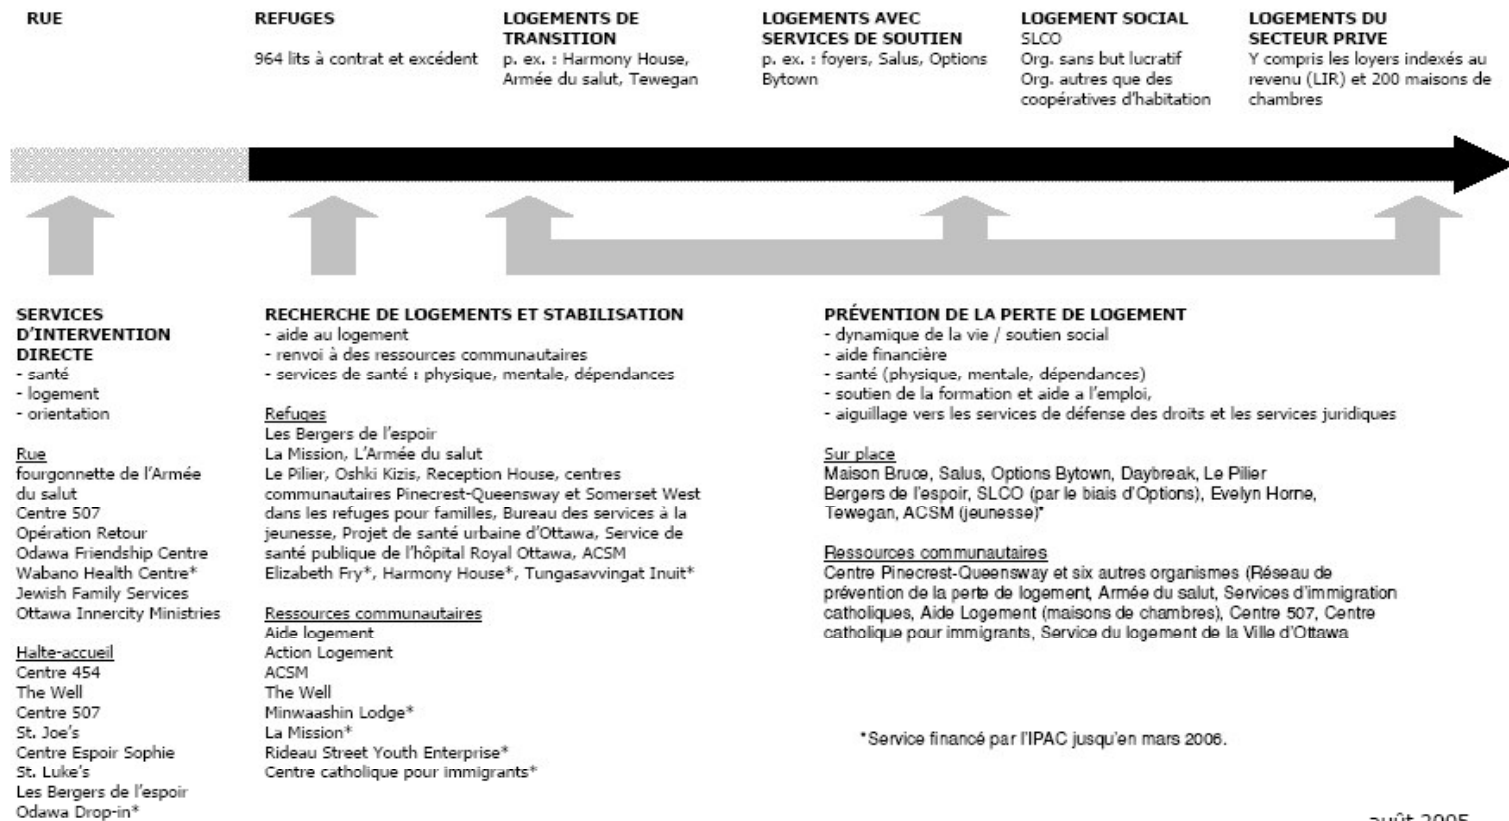 RUE
REFUGES
964 lits à contrat et excédent
LOGEMENTS DE
TRANSITION
p. ex. : Harmony House,
Armée du salut, Tewegan
LOGEMENTS AVEC
SERVICES DE SOUTIEN
p. ex. : foyers, Salus, Options
Bytown
LOGEMENT SOCIAL
SLCO
Org. sans but lucratif
Org. autres que des
coopératives d'habitation
LOGEMENTS DU
SECTEUR PRIVE
Y compris les loyers indexés au
revenu (LIR) et 200 maisons de
chambres
SERVICES
D'INTERVENTION
DIRECTE
- santé
- logement
- orientation
Rue
fourgonnette de l'Armée
du salut
Centre 507
Opération Retour
Odawa Friendship Centre
Wabano Health Centre*
Jewish Family Services
Ottawa Innercity Ministries
Halte-accueil
Centre 454
The Well
Centre 507
St. Joe's
Centre Espoir Sophie
St. Luke's
Les Bergers de l'espoir
Odawa Drop-in*
RECHERCHE DE LOGEMENTS ET STABILISATION
- aide au logement
- renvoi à des ressources communautaires
- services de santé : physique, mentale, dépendances
Refuges
Les Bergers de l'espoir
La Mission, L'Armée du salut
Le Pilier, Oshki Kizis, Reception House, centres
communautaires Pinecrest-Queensway et Somerset West
dans les refuges pour familles, Bureau des services à la
jeunesse, Projet de santé urbaine d'Ottawa, Service de
santé publique de l'hôpital Royal Ottawa, ACSM
Elizabeth Fry*, Harmony House*, Tungasavvingat Inuit*
Ressources communautaires
Aide logement
Action Logement
ACSM
The Well
Minwaashin Lodge*
La Mission*
Rideau Street Youth Enterprise*
Centre catholique pour immigrants*
PRÉVENTION DE LA PERTE DE LOGEMENT
- dynamique de la vie / soutien social
- aide financière
- santé (physique, mentale, dépendances)
- soutien de la formation et aide a l'emploi,
- aiguillage vers les services de défense des droits et les services juridiques
Sur place
Maison Bruce, Salus, Options Bytown, Daybreak, Le Pilier
Bergers de l'espoir, SLCO (par le biais d'Options), Evelyn Horne,
Tewegan, ACSM (jeunesse)*
Ressources communautaires
Centre Pinecrest-Queensway et six autres organismes (Réseau de
prévention de la perte de logement, Armée du salut, Services d'immigration
catholiques, Aide Logement (maisons de chambres), Centre 507, Centre
catholique pour immigrants, Service du logement de la Ville d'Ottawa
*Service financé par l'IPAC jusqu'en mars 2006.
août 2005